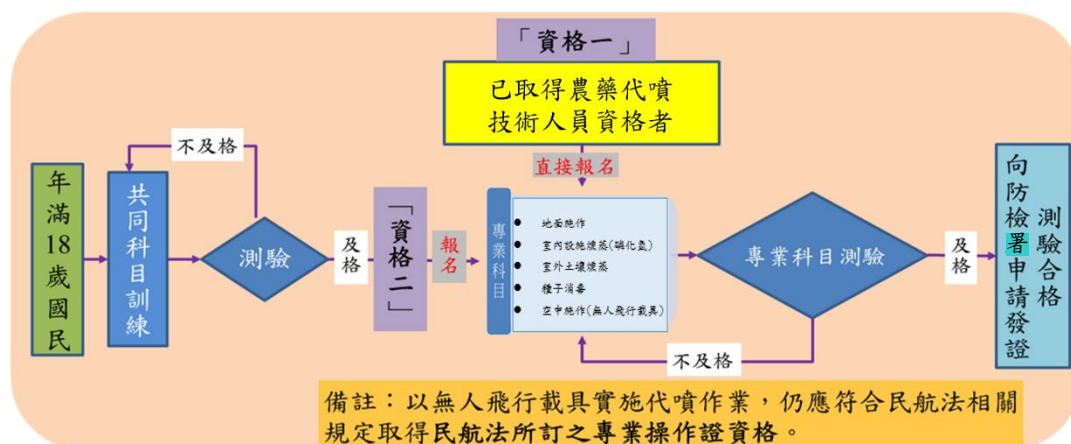 「資格一」
已取得農藥代噴
技術人員資格者
直接報名
年滿18歲國民
共同科目訓練
不及格
測驗
及格
「資格二」
報名
專業科目
● 地面施作
● 室內設施燻蒸(磷化氫)
● 室外土壤燻蒸
● 種子消毒
● 空中施作(無人飛行載具)
專業科目測驗
不及格
及格
測驗合格
向防檢署申請發證
備註：以無人飛行載具實施代噴作業，仍應符合民航法相關
規定取得民航法所訂之專業操作證資格。